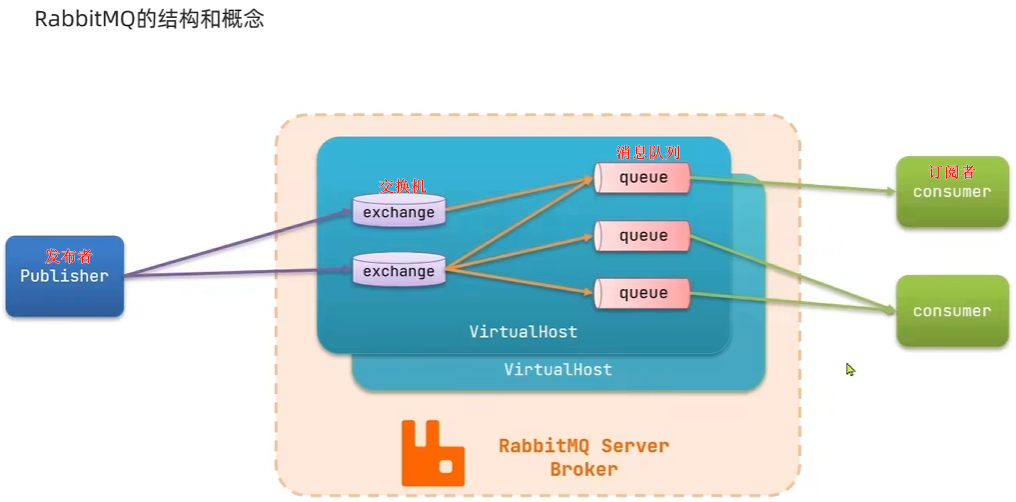 RabbitMQ的结构和概念
发布者
Publisher
交换机
exchange
exchange
消息队列
queue
queue
queue
VirtualHost
VirtualHost
订阅者
consumer
consumer
RabbitMQ Server
Broker